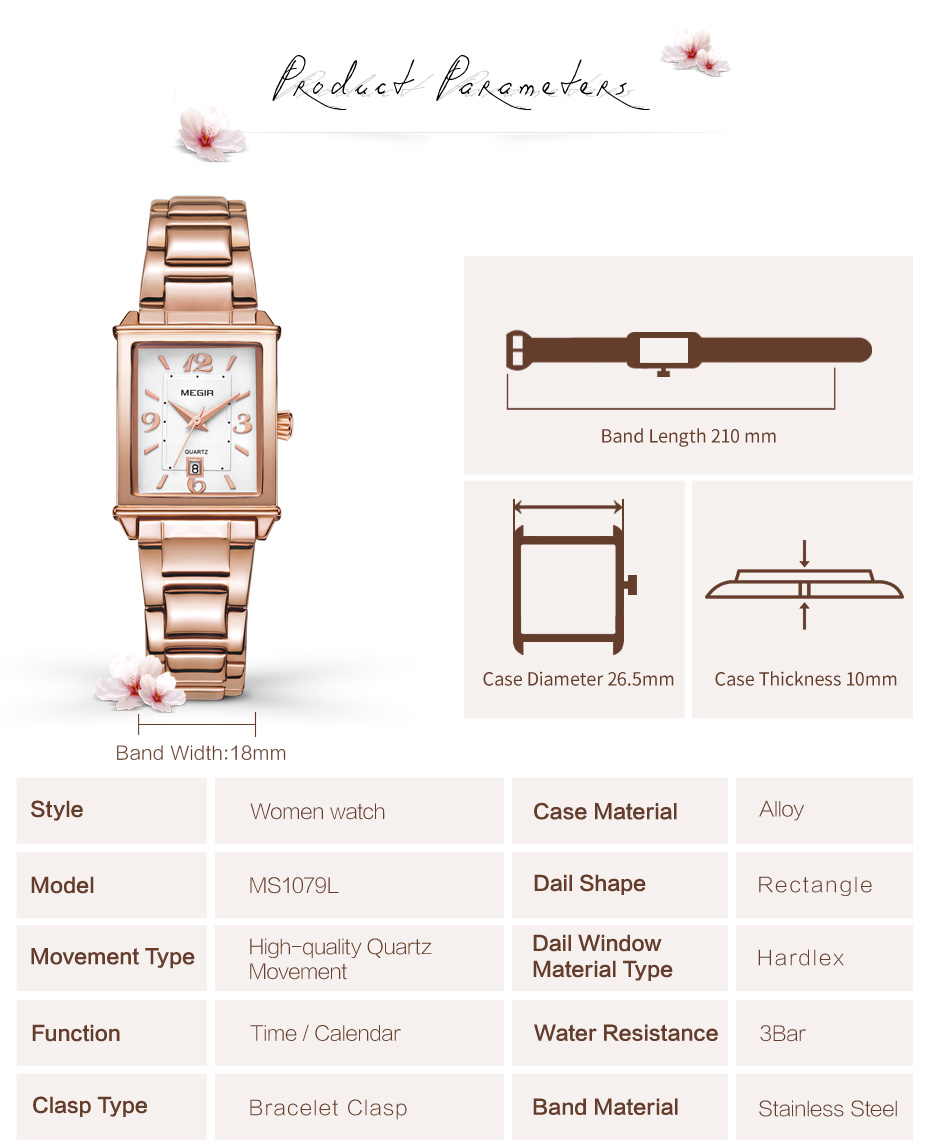 Product Parameters
12
MEGIR
9
3
QUARTZ
8
6
Band Length 210 mm
Case Diameter 26.5mm
Case Thickness 10mm
Band Width:18mm
Style
Women watch
Case Material
Alloy
Model
MS1079L
Dail Shape
Rectangle
Movement Type
High-quality Quartz
Movement
Dail Window
Material Type
Hardlex
Function
Time / Calendar
Water Resistance
3Bar
Clasp Type
Bracelet Clasp
Band Material
Stainless Steel